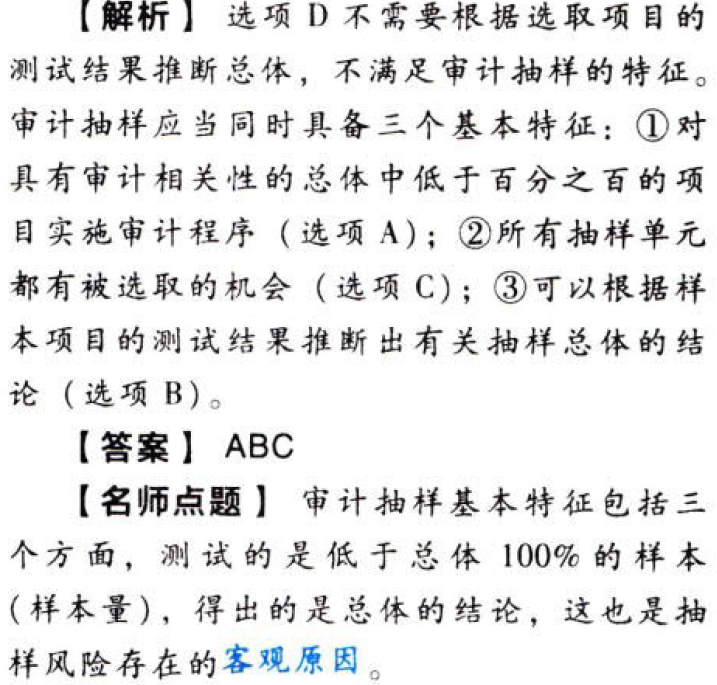 【解析】 选项 D 不需要根据选取项目的
测试结果推断总体，不满足审计抽样的特征。
审计抽样应当同时具备三个基本特征：①对
具有审计相关性的总体中低于百分之百的项
目实施审计程序（选项 A）；②所有抽样单元
都有被选取的机会（选项 C）；③可以根据样
本项目的测试结果推断出有关抽样总体的结
论（选项 B）。
【答案】 ABC
【名师点题】 审计抽样基本特征包括三
个方面，测试的是低于总体 100% 的样本
(样本量)，得出的是总体的结论，这也是抽
样风险存在的客观原因。